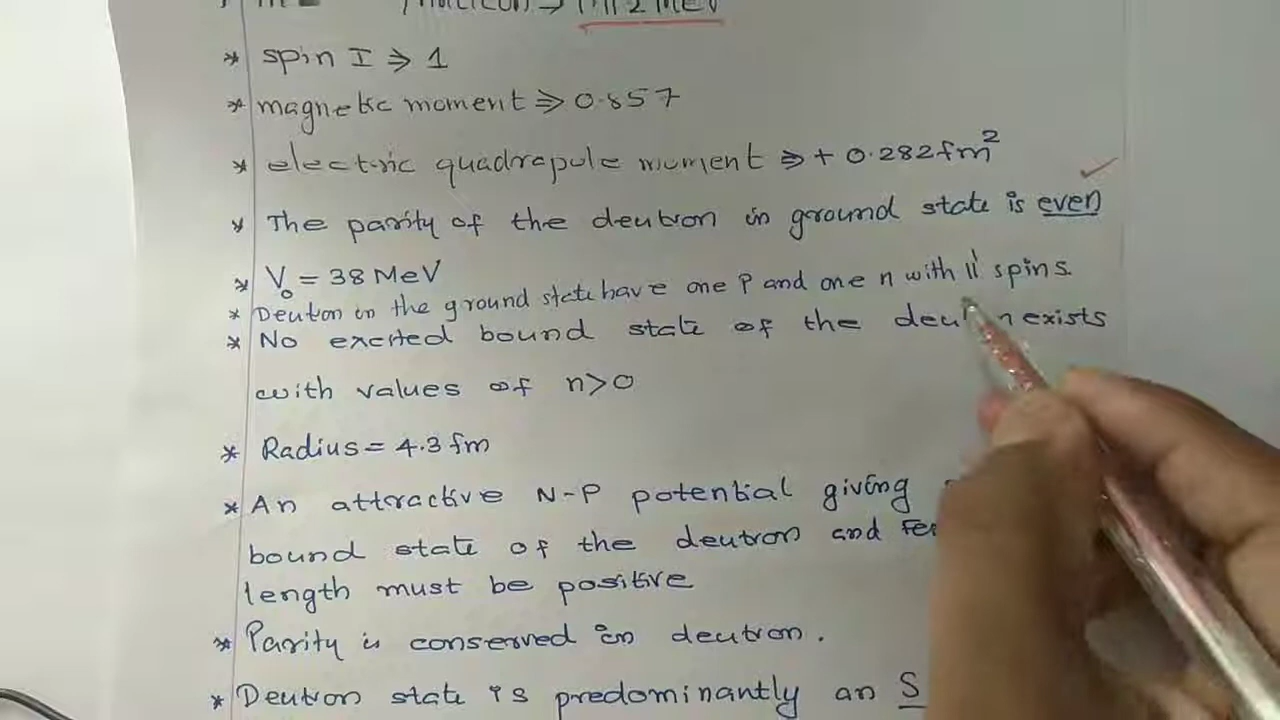 * spin I ⇒ 1
* magnetic moment ⇒ 0.857
* electric quadrapole moment ⇒ + 0.282 fm²
* The parity of the deutron in ground state is even
* V₀ = 38 MeV
* Deutron in the ground state have one P and one n with 11' spins.
* No excited bound state of the exists
with values of n>0
* Radius = 4.3 fm
* An attractive N-P potential giving
bound state of the deutron and
length must be positive
* Parity is conserved in deutron.
* Deutron state is predominantly an S